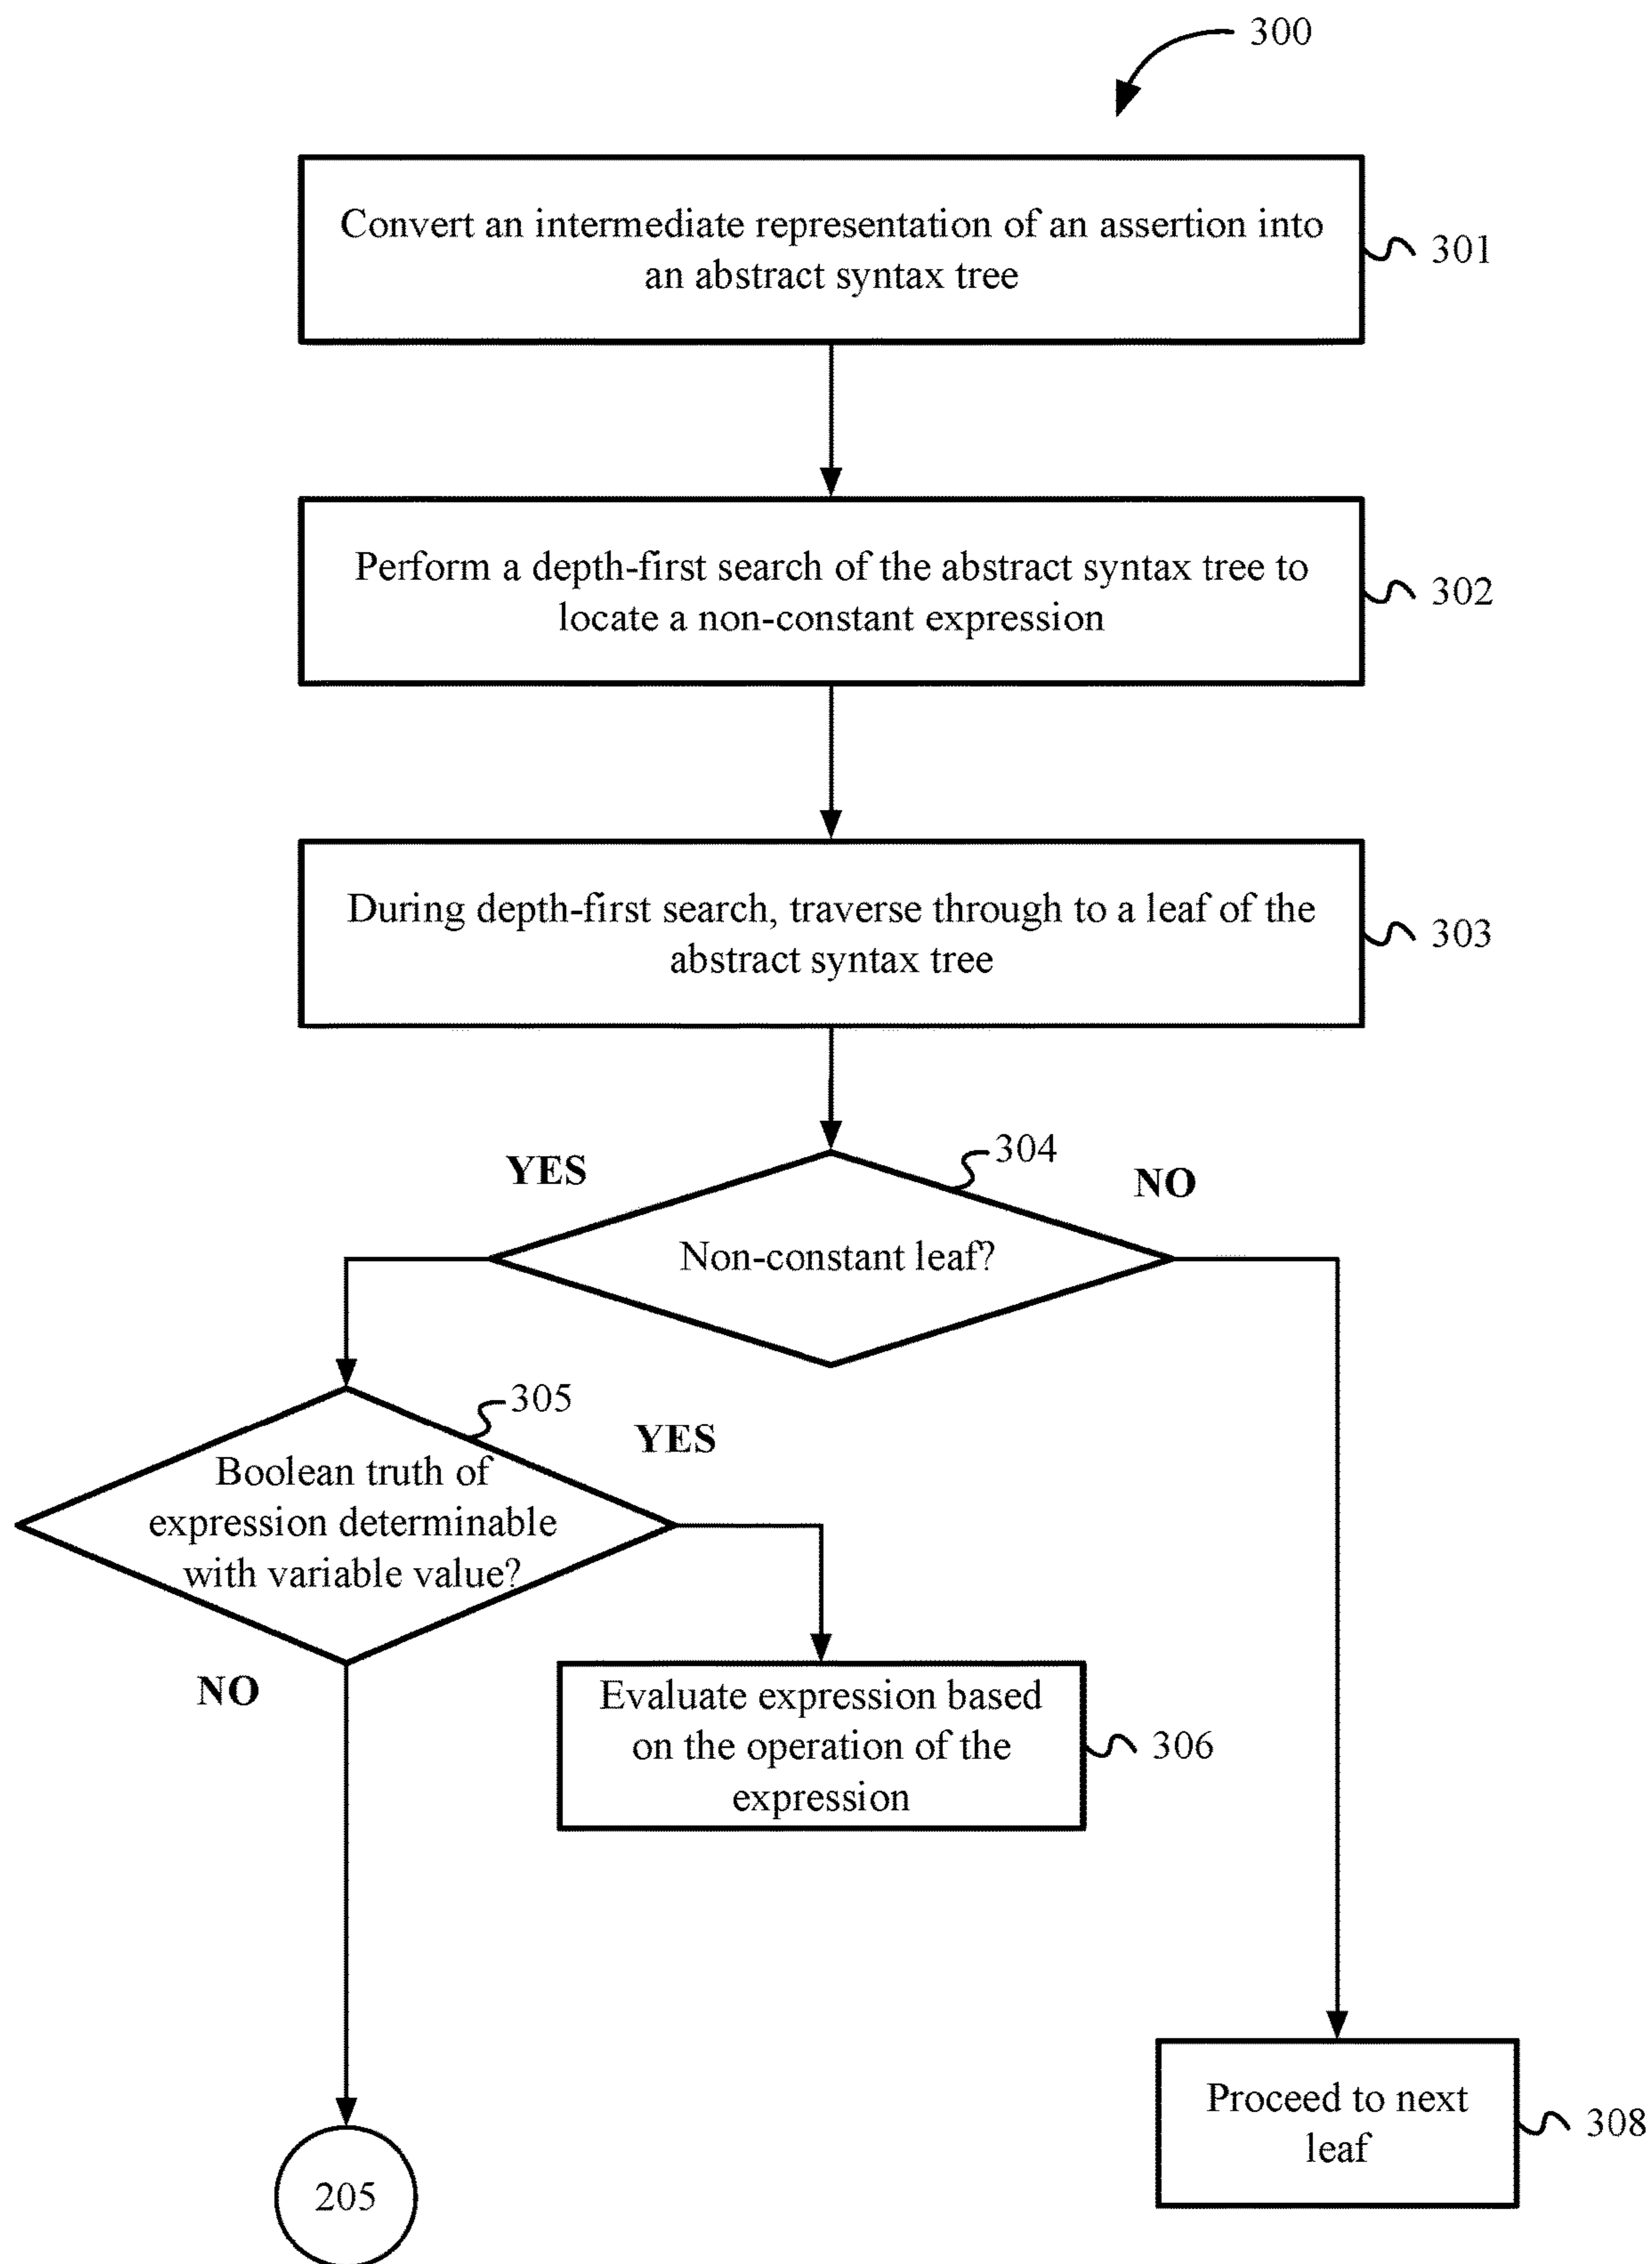 300
Convert an intermediate representation of an assertion into
an abstract syntax tree
301
Perform a depth-first search of the abstract syntax tree to
locate a non-constant expression
302
During depth-first search, traverse through to a leaf of the
abstract syntax tree
303
304
YES
NO
Non-constant leaf?
305
YES
Boolean truth of
expression determinable
with variable value?
NO
Evaluate expression based
on the operation of the
expression
306
Proceed to next
leaf
308
205